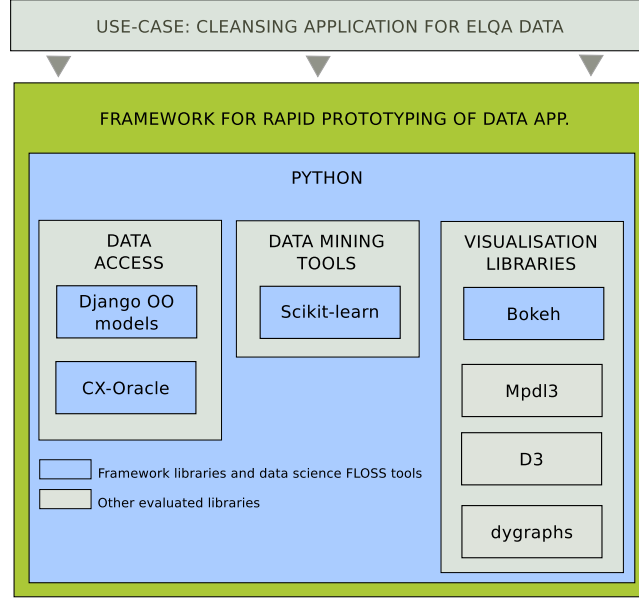 USE-CASE: CLEANSING APPLICATION FOR ELQA DATA
FRAMEWORK FOR RAPID PROTOTYPING OF DATA APP.
PYTHON
DATA
ACCESS
Django OO
models
CX-Oracle
DATA MINING
TOOLS
Scikit-learn
VISUALISATION
LIBRARIES
Bokeh
Mpdl3
D3
dygraphs
Framework libraries and data science FLOSS tools
Other evaluated libraries